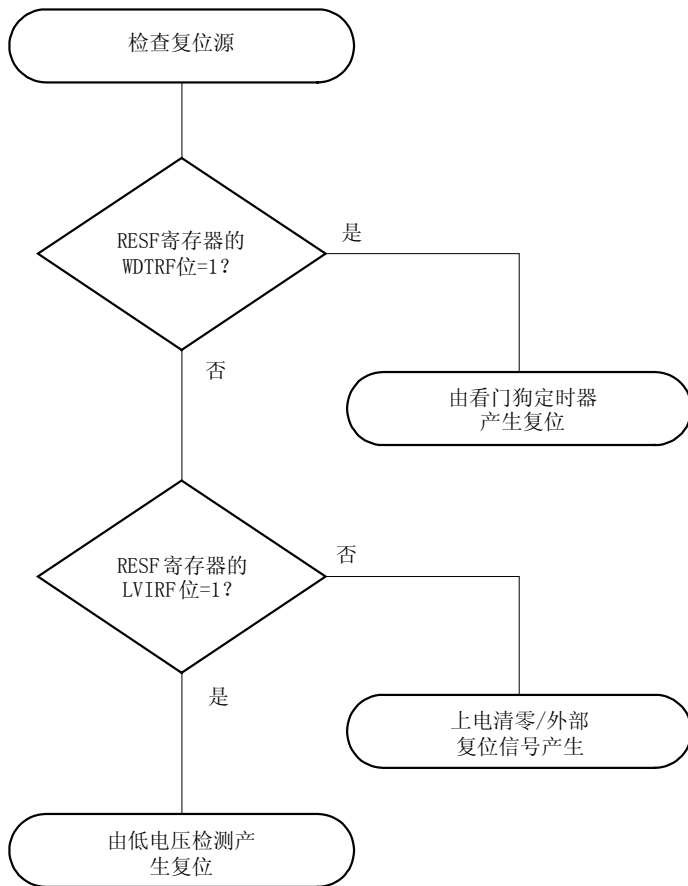 检查复位源
RESF寄存器的
WDTRF位=1？
是
否
由看门狗定时器
产生复位
RESF寄存器的
LVIRF位=1？
否
是
上电清零/外部
复位信号产生
由低电压检测产
生复位